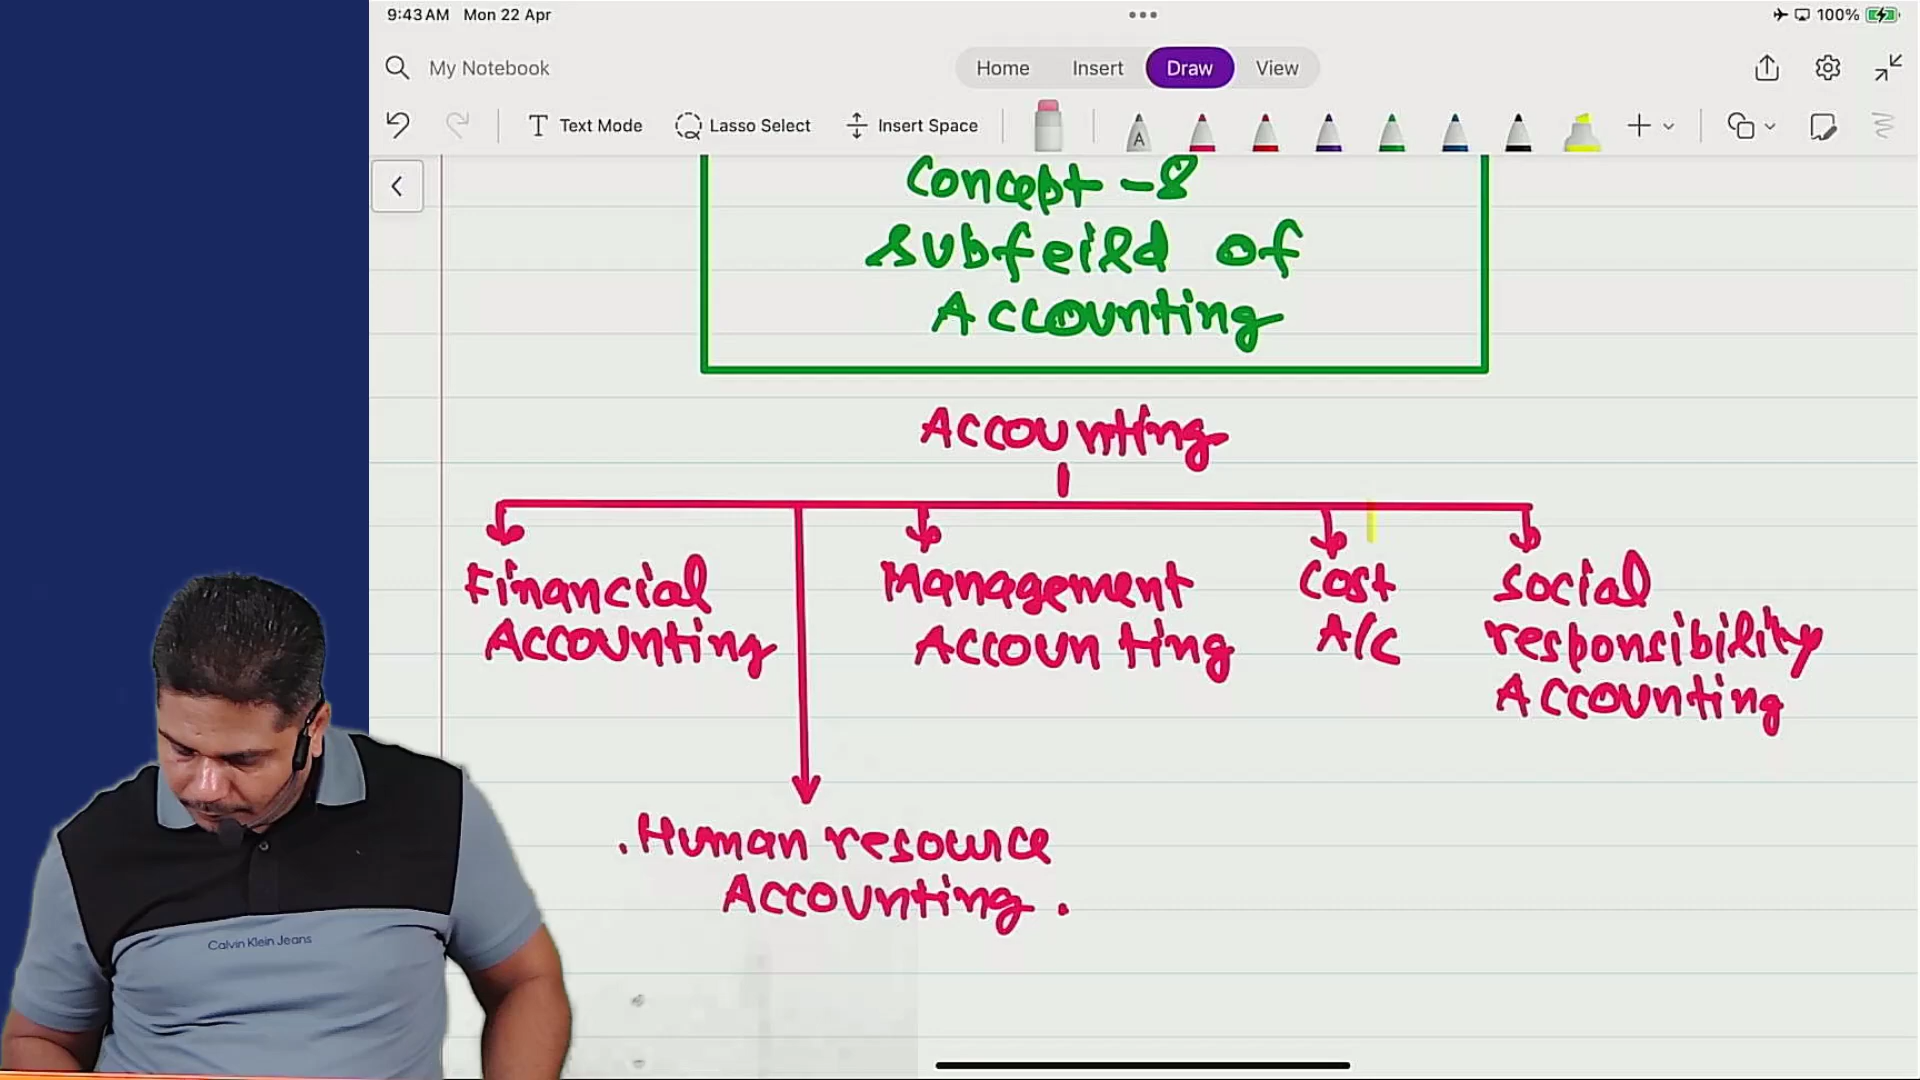 9:43 AM Mon 22 Apr
100%
My Notebook
Home Insert Draw View
Text Mode Lasso Select Insert Space
A
Concept - 8
Subfeild of
Accounting
Accounting
Financial Accounting
Management Accounting
Cost A/C
Social responsibility Accounting
. Human resource
Accounting .
Calvin Klein Jeans